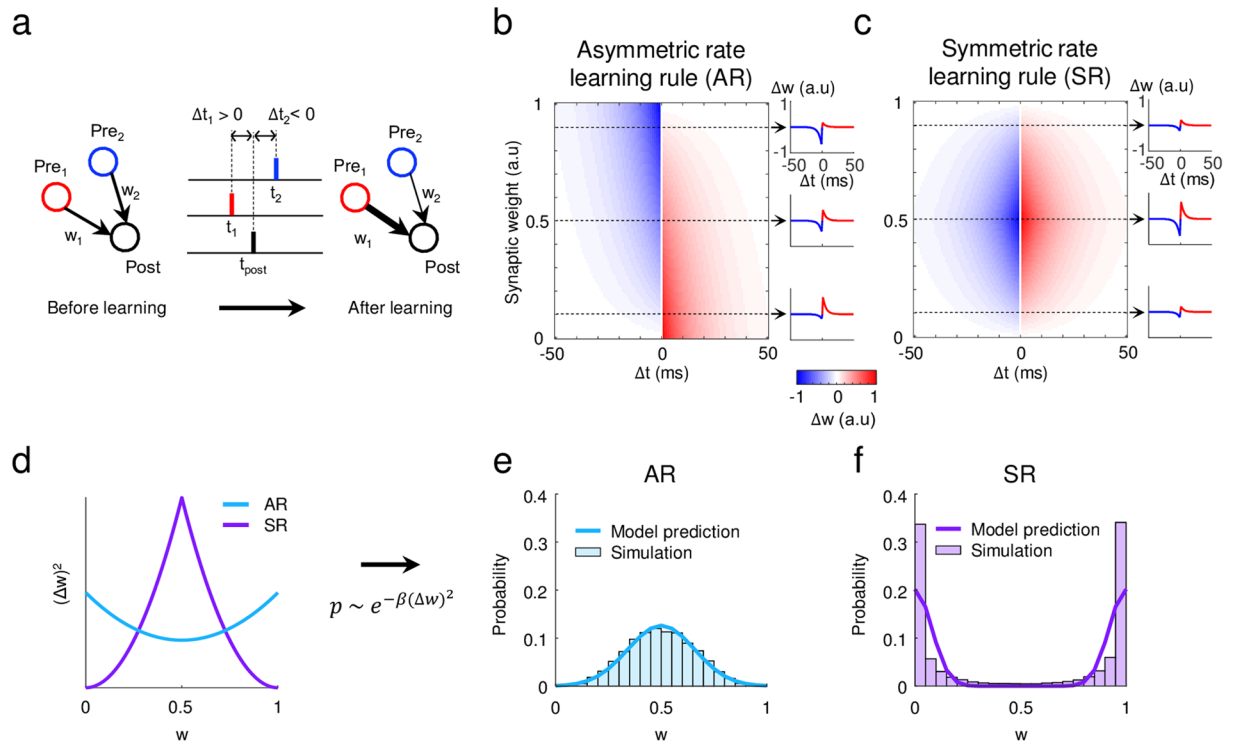 a
Δt₁ > 0
Δt₂ < 0
Pre₂
Pre₁
w₂
w₁
Post
t₂
t₁
tpost
Pre₂
Pre₁
w₂
w₁
Post
Before learning
After learning
b
Asymmetric rate
learning rule (AR)
Δw (a.u)
Synaptic weight (a.u)
1
0.5
0
-50
0
50
Δt (ms)
-50 0 50
Δt
(ms)
-1 0 1
Δw (a.u)
c
Symmetric rate
learning rule (SR)
Δw (a.u)
1
0.5
0
-50
0
50
Δt (ms)
-50 0 50
Δt
(ms)
d
AR
SR
(Δw)²
0
0.5
1
w
p ~ e^−β(Δw)²
e
AR
Model prediction
Simulation
Probability
0.4
0.3
0.2
0.1
0
0
0.5
1
w
f
SR
Model prediction
Simulation
Probability
0.4
0.3
0.2
0.1
0
0
0.5
1
w